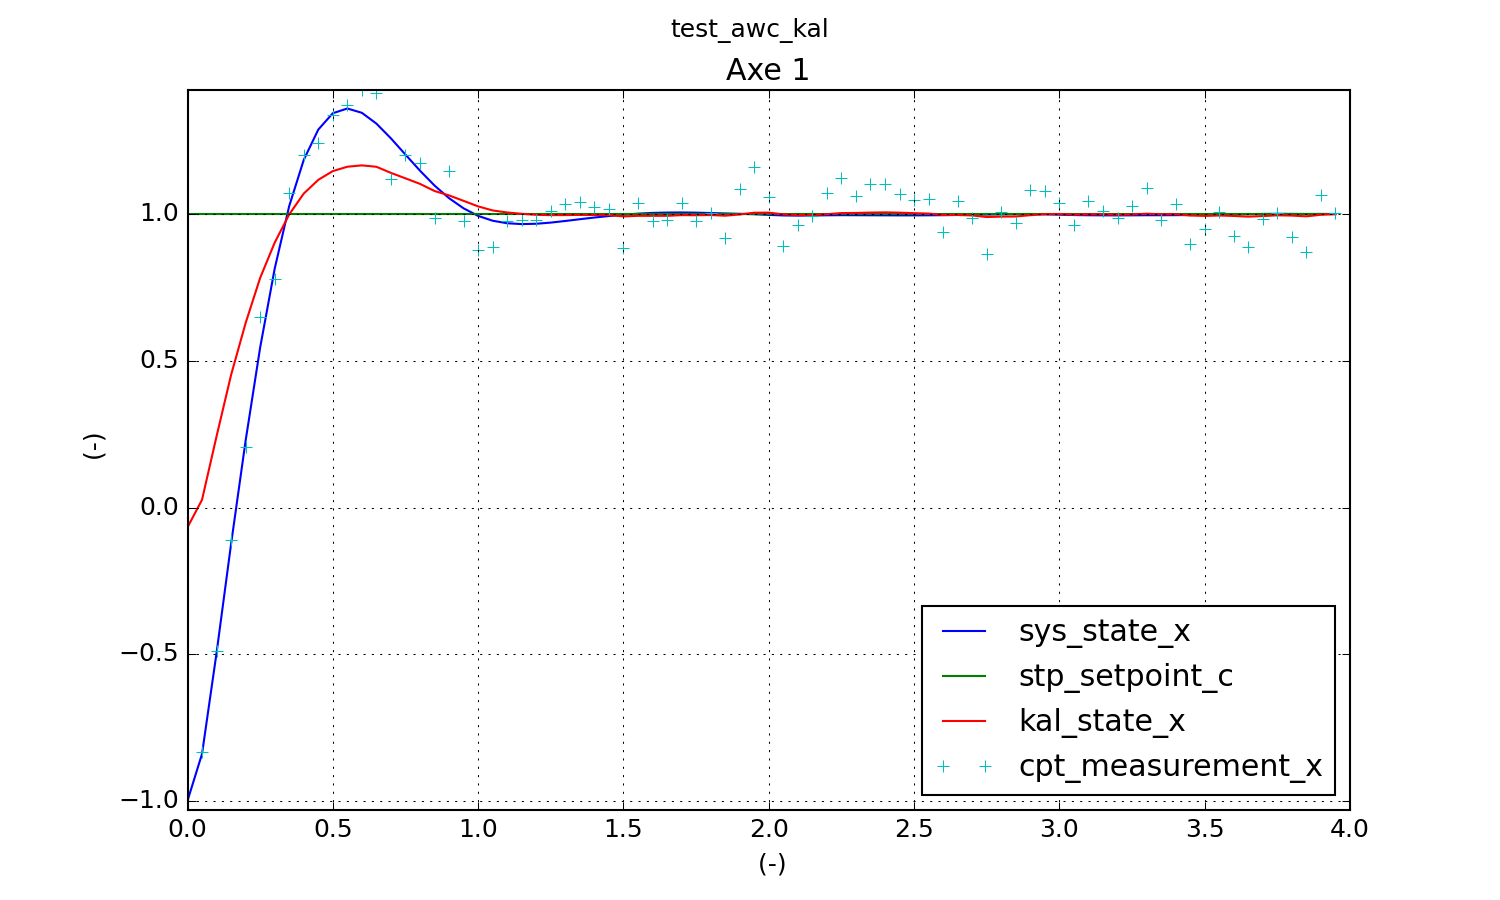 test_awc_kal
Axe 1
1.0
0.5
0.0
−0.5
−1.0
(-)
0.0 0.5 1.0 1.5 2.0 2.5 3.0 3.5 4.0
(-)
sys_state_x
stp_setpoint_c
kal_state_x
cpt_measurement_x